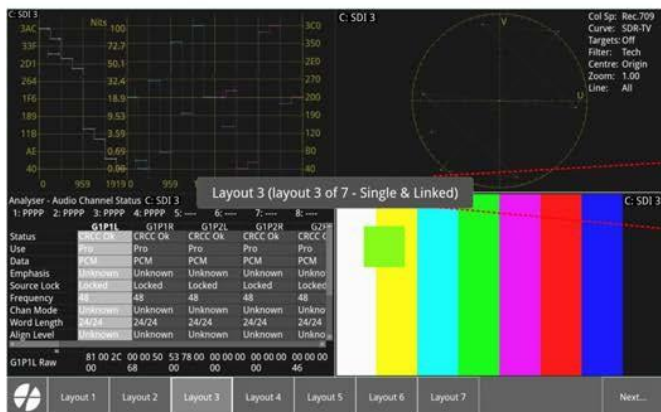 C: SDI 3
Nits
3AC 100 3C0
33F 72.7 350
2D1 50.1 2E0
264 32.4 270
1F6 18.9 200
189 9.53 190
118 3.59 120
AE 0.69 80
40 0.00 40
0 959 1919 0 959
C: SDI 3
V
U
Col Sp: Rec.709
Curve: SDR-TV
Targets: Off
Filter: Tech
Centre: Origin
Zoom: 1.00
Line: All
Layout 3 (layout 3 of 7 - Single & Linked)
Analyser - Audio Channel Status C: SDI 3
1: PPPP 2: PPPP 3: PPPP 4: PPPP 5: ---- 6: ---- 7: ---- 8: ----
G1P1L G1P1R G1P2L G1P2R
Status CRCC Ok CRCC Ok CRCC Ok CRCC Ok CRCC
Use Pro Pro Pro Pro Pro
Data PCM PCM PCM PCM PCM
Emphasis Unknown Unknown Unknown Unknown Unkno
Source Lock Locked Locked Locked Locked Locked
Frequency 48 48 48 48 48
Chan Mode Unknown Unknown Unknown Unknown Unkno
Word Length 24/24 24/24 24/24 24/24 24/24
Align Level Unknown Unknown Unknown Unknown Unkno
G1P1L Raw 81 00 2C 00 00 50 53 78 00 00 00 00 00 00 00 00 00 00
00 68 00 00 00 46
C: SDI 3
Layout 1 Layout 2 Layout 3 Layout 4 Layout 5 Layout 6 Layout 7 Next...